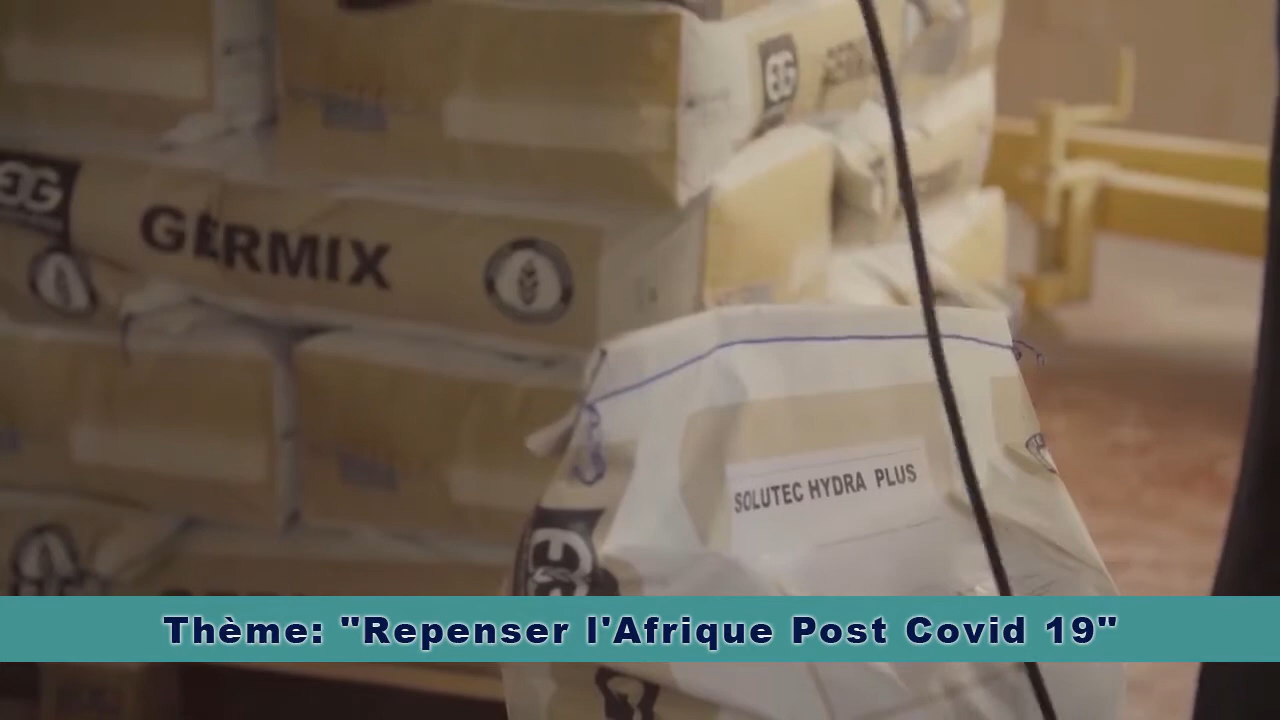 GERMIX
SOLUTEC HYDRA PLUS
Thème: "Repenser l'Afrique Post Covid 19"